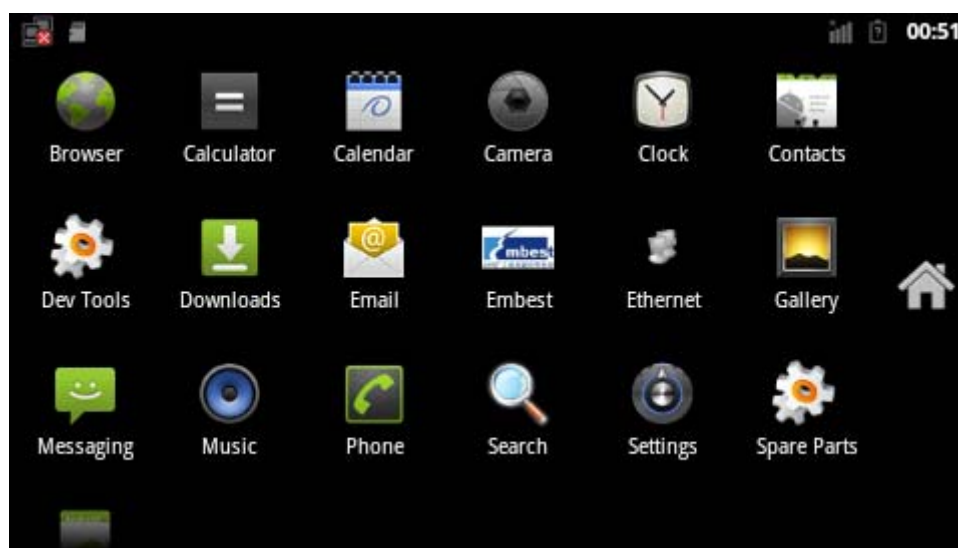 00:51
Browser Calculator Calendar Camera Clock Contacts
@
mbest
Dev Tools Downloads Email Embest Ethernet Gallery
Messaging Music Phone Search Settings Spare Parts